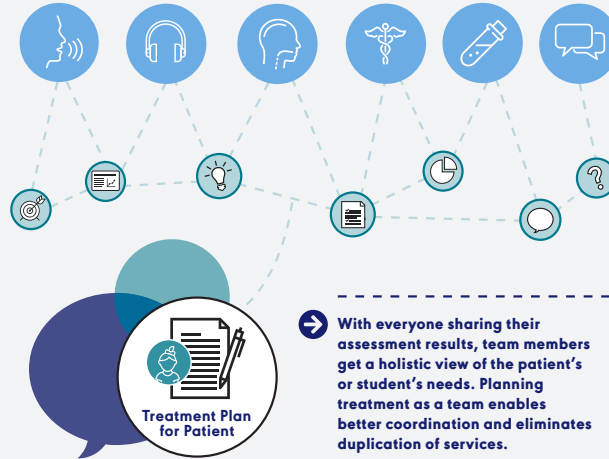 Treatment Plan
for Patient
With everyone sharing their
assessment results, team members
get a holistic view of the patient’s
or student’s needs. Planning
treatment as a team enables
better coordination and eliminates
duplication of services.